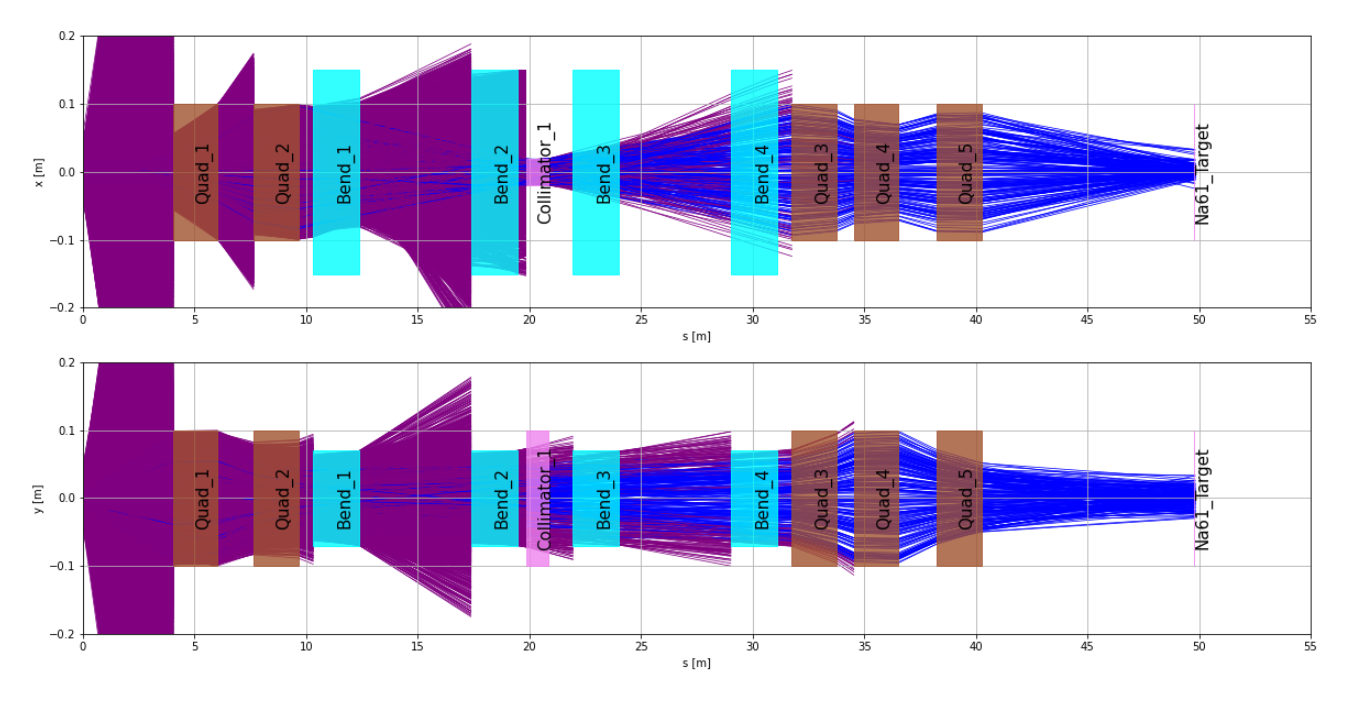 0.2
0.1
0.0
−0.1
−0.2
x [m]
Quad_1
Quad_2
Bend_1
Bend_2
Collimator_1
Bend_3
Bend_4
Quad_3
Quad_4
Quad_5
Na61_Target
0 5 10 15 20 25 30 35 40 45 50 55
s [m]
0.2
0.1
0.0
−0.1
−0.2
y [m]
Quad_1
Quad_2
Bend_1
Bend_2
Collimator_1
Bend_3
Bend_4
Quad_3
Quad_4
Quad_5
Na61_Target
0 5 10 15 20 25 30 35 40 45 50 55
s [m]